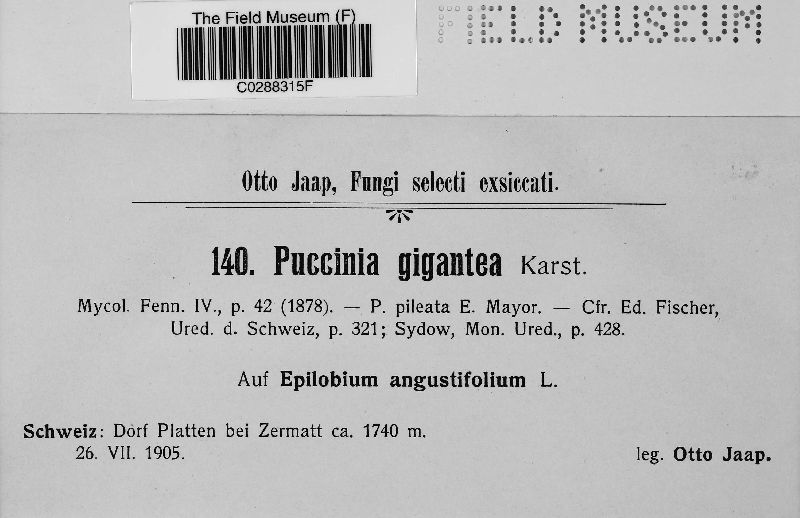 The Field Museum (F)
C0288315F
FIELD MUSEUM
Otto Jaap, Fungi selecti exsiccati.
140. Puccinia gigantea Karst.
Mycol. Fenn. IV., p. 42 (1878). — P. pileata E. Mayor. — Cfr. Ed. Fischer,
Ured. d. Schweiz, p. 321; Sydow, Mon. Ured., p. 428.
Auf Epilobium angustifolium L.
Schweiz: Dorf Platten bei Zermatt ca. 1740 m.
26. VII. 1905.
leg. Otto Jaap.